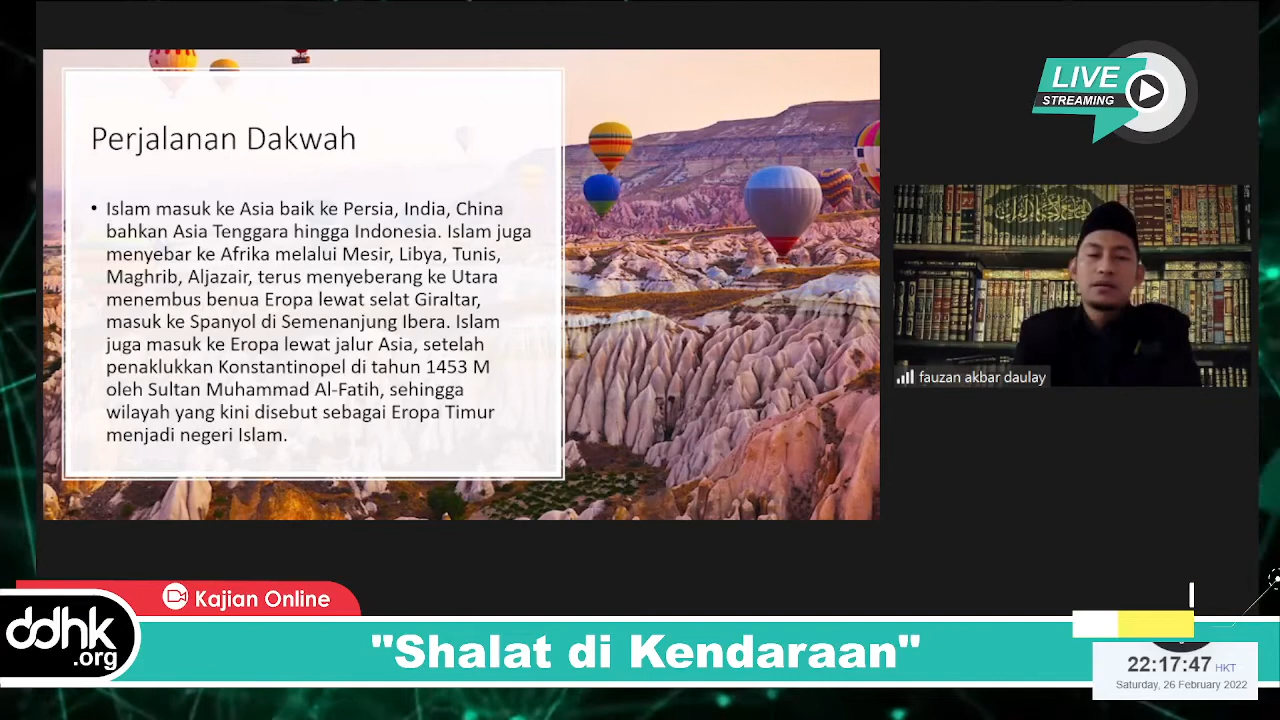 Perjalanan Dakwah
• Islam masuk ke Asia baik ke Persia, India, China
bahkan Asia Tenggara hingga Indonesia. Islam juga
menyebar ke Afrika melalui Mesir, Libya, Tunis,
Maghrib, Aljazair, terus menyeberang ke Utara
menembus benua Eropa lewat selat Giraltar,
masuk ke Spanyol di Semenanjung Ibera. Islam
juga masuk ke Eropa lewat jalur Asia, setelah
penaklukkan Konstantinopel di tahun 1453 M
oleh Sultan Muhammad Al-Fatih, sehingga
wilayah yang kini disebut sebagai Eropa Timur
menjadi negeri Islam.
LIVE
STREAMING
fauzan akbar daulay
Kajian Online
ddhk
.org
"Shalat di Kendaraan"
22:17:47 HKT
Saturday, 26 February 2022